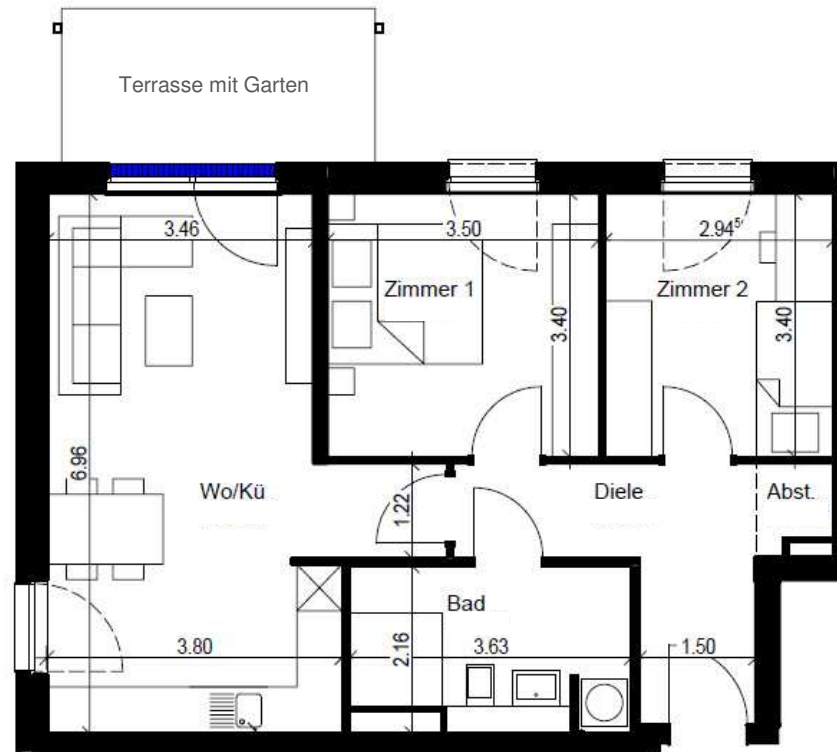 Terrasse mit Garten
3.46
3.50
2.94⁵
Zimmer 1
Zimmer 2
3.40
3.40
6.96
Wo/Kü
1.22
Diele
Abst.
Bad
3.80
2.16
3.63
1.50